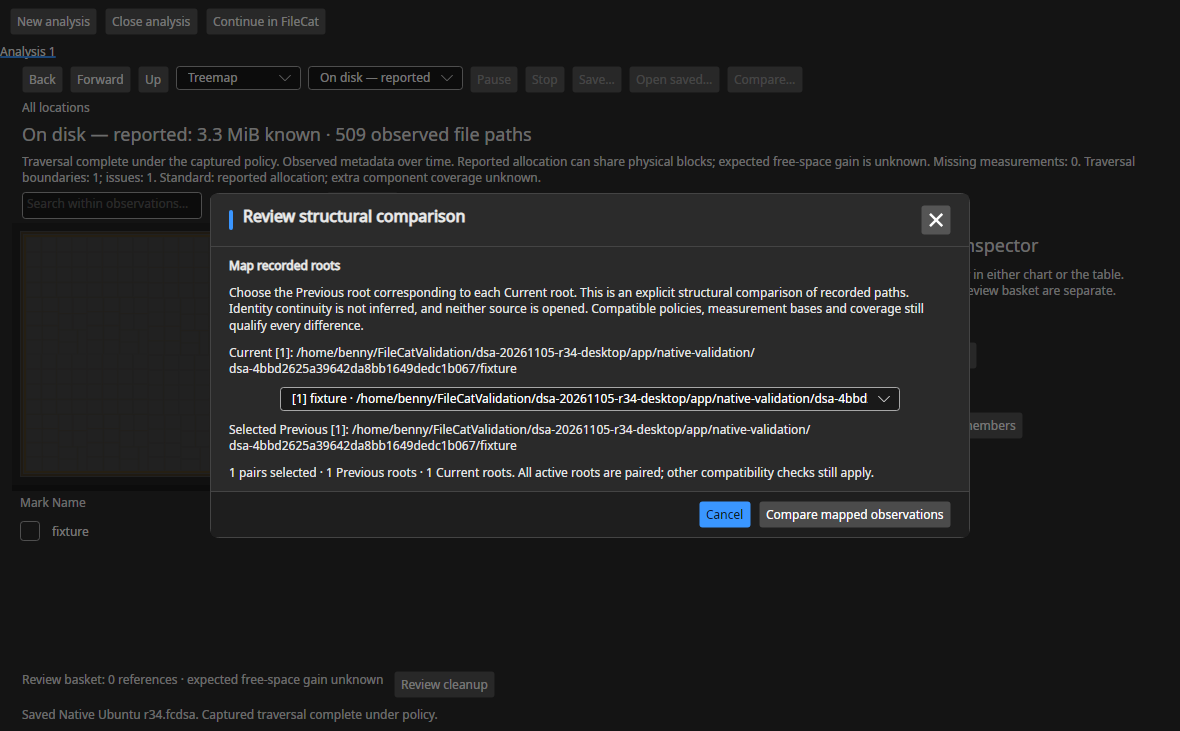 New analysis Close analysis Continue in FileCat
Analysis 1
Back Forward Up Treemap On disk — reported Pause Stop Save... Open saved... Compare...
All locations
On disk — reported: 3.3 MiB known · 509 observed file paths
Traversal complete under the captured policy. Observed metadata over time. Reported allocation can share physical blocks; expected free-space gain is unknown. Missing measurements: 0. Traversal
boundaries: 1; issues: 1. Standard: reported allocation; extra component coverage unknown.
Search within observations...
Review structural comparison
Map recorded roots
Choose the Previous root corresponding to each Current root. This is an explicit structural comparison of recorded paths.
Identity continuity is not inferred, and neither source is opened. Compatible policies, measurement bases and coverage still
qualify every difference.
Current [1]: /home/benny/FileCatValidation/dsa-20261105-r34-desktop/app/native-validation/
dsa-4bbd2625a39642da8bb1649dedc1b067/fixture
[1] fixture · /home/benny/FileCatValidation/dsa-20261105-r34-desktop/app/native-validation/dsa-4bbd
Selected Previous [1]: /home/benny/FileCatValidation/dsa-20261105-r34-desktop/app/native-validation/
dsa-4bbd2625a39642da8bb1649dedc1b067/fixture
1 pairs selected · 1 Previous roots · 1 Current roots. All active roots are paired; other compatibility checks still apply.
Cancel Compare mapped observations
nspector
in either chart or the table.
eview basket are separate.
nembers
Mark Name
fixture
Review basket: 0 references · expected free-space gain unknown Review cleanup
Saved Native Ubuntu r34.fcdsa. Captured traversal complete under policy.